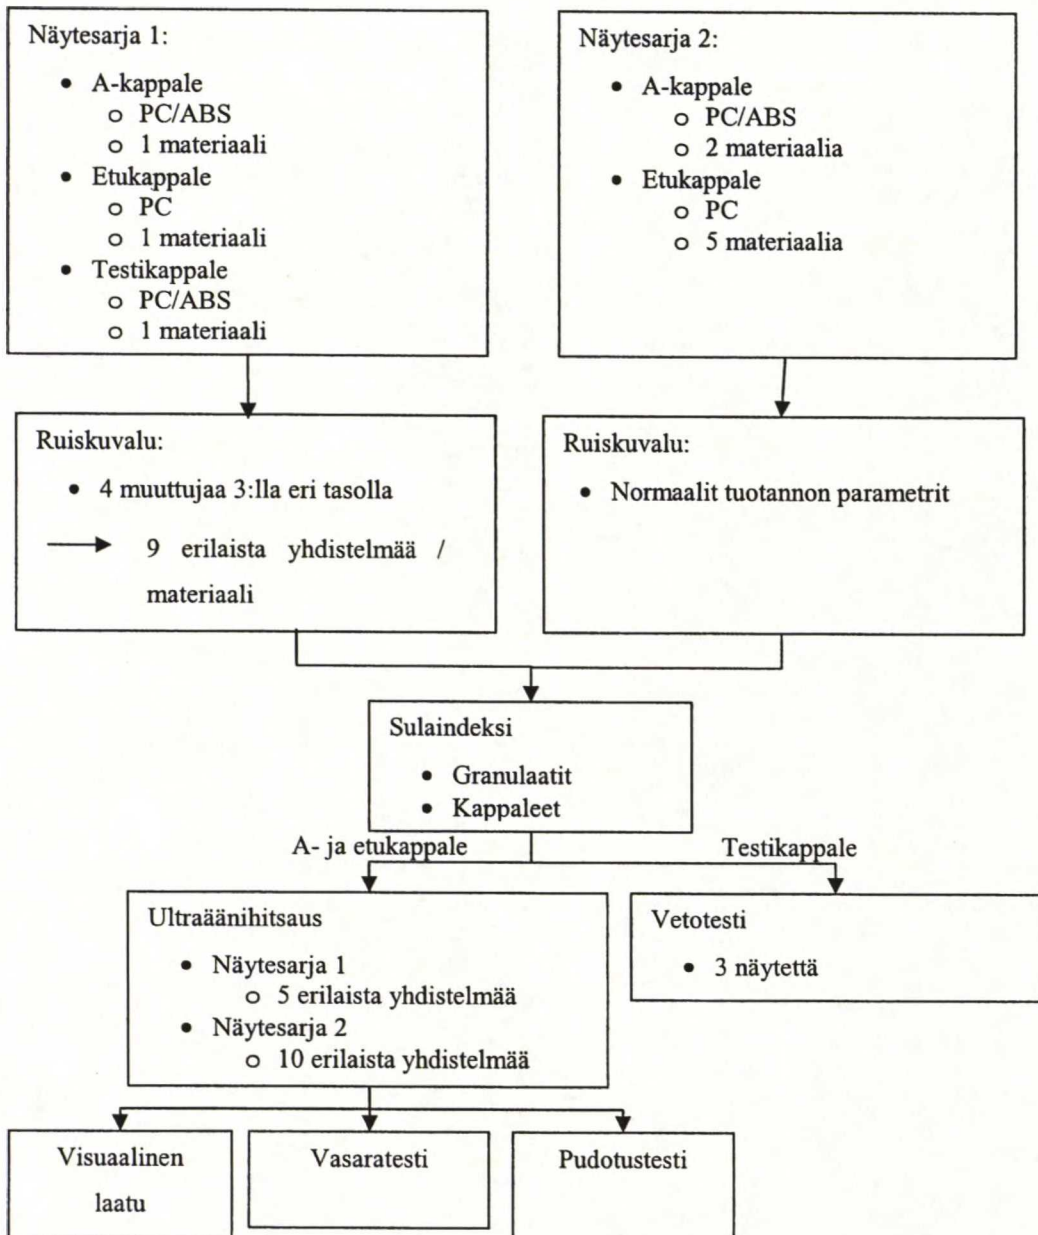 Näytesarja 1:
• A-kappale
o PC/ABS
o 1 materiaali
• Etukappale
o PC
o 1 materiaali
• Testikappale
o PC/ABS
o 1 materiaali
Näytesarja 2:
• A-kappale
o PC/ABS
o 2 materiaalia
• Etukappale
o PC
o 5 materiaalia
Ruiskuvalu:
• 4 muuttujaa 3:lla eri tasolla
9 erilaista yhdistelmää /
materiaali
Ruiskuvalu:
• Normaalit tuotannon parametrit
Sulaindeksi
• Granulaatit
• Kappaleet
A- ja etukappale
Testikappale
Ultraäänihitsaus
• Näytesarja 1
o 5 erilaista yhdistelmää
• Näytesarja 2
o 10 erilaista yhdistelmää
Vetotesti
• 3 näytettä
Visuaalinen
laatu
Vasaratesti
Pudotustesti